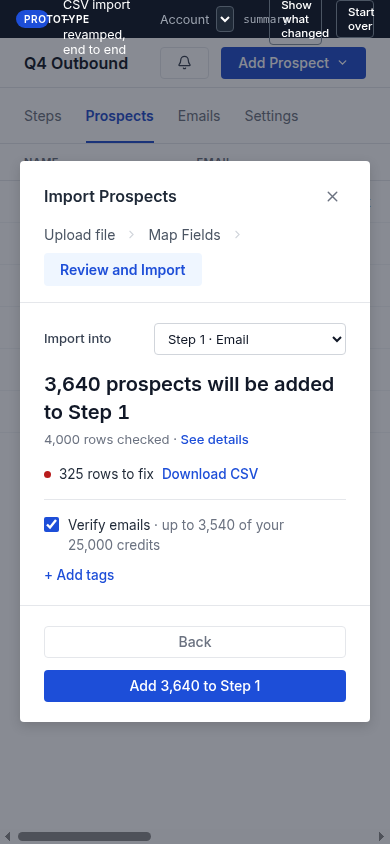 CSV import
PROTOTYPE
revamped,
end to end
Account
summary
Show
what
changed
Start
over
Q4 Outbound
Add Prospect
Steps
Prospects
Emails
Settings
NAME
EMAIL
Import Prospects
Upload file
Map Fields
Review and Import
Import into
Step 1 · Email
3,640 prospects will be added
to Step 1
4,000 rows checked · See details
325 rows to fix Download CSV
Verify emails · up to 3,540 of your
25,000 credits
+ Add tags
Back
Add 3,640 to Step 1